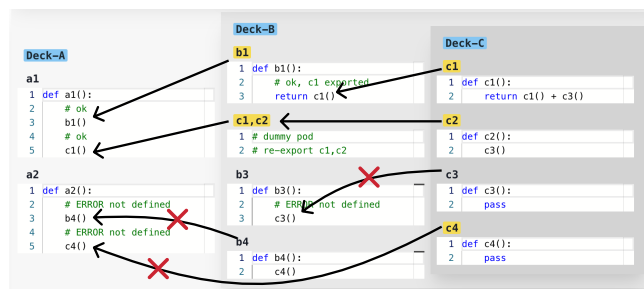 Deck-A
a1
1 def a1():
2 # ok
3 b1()
4 # ok
5 c1()
a2
1 def a2():
2 # ERROR not defined
3 b4()
4 # ERROR not defined
5 c4()
Deck-B
b1
1 def b1():
2 # ok, c1 exported
3 return c1()
c1,c2
1 # dummy pod
2 # re-export c1,c2
b3
1 def b3():
2 # ERROR not defined
3 c3()
b4
1 def b4():
2 c4()
Deck-C
c1
1 def c1():
2 return c1() + c3()
c2
1 def c2():
2 c3()
c3
1 def c3():
2 pass
c4
1 def c4():
2 pass